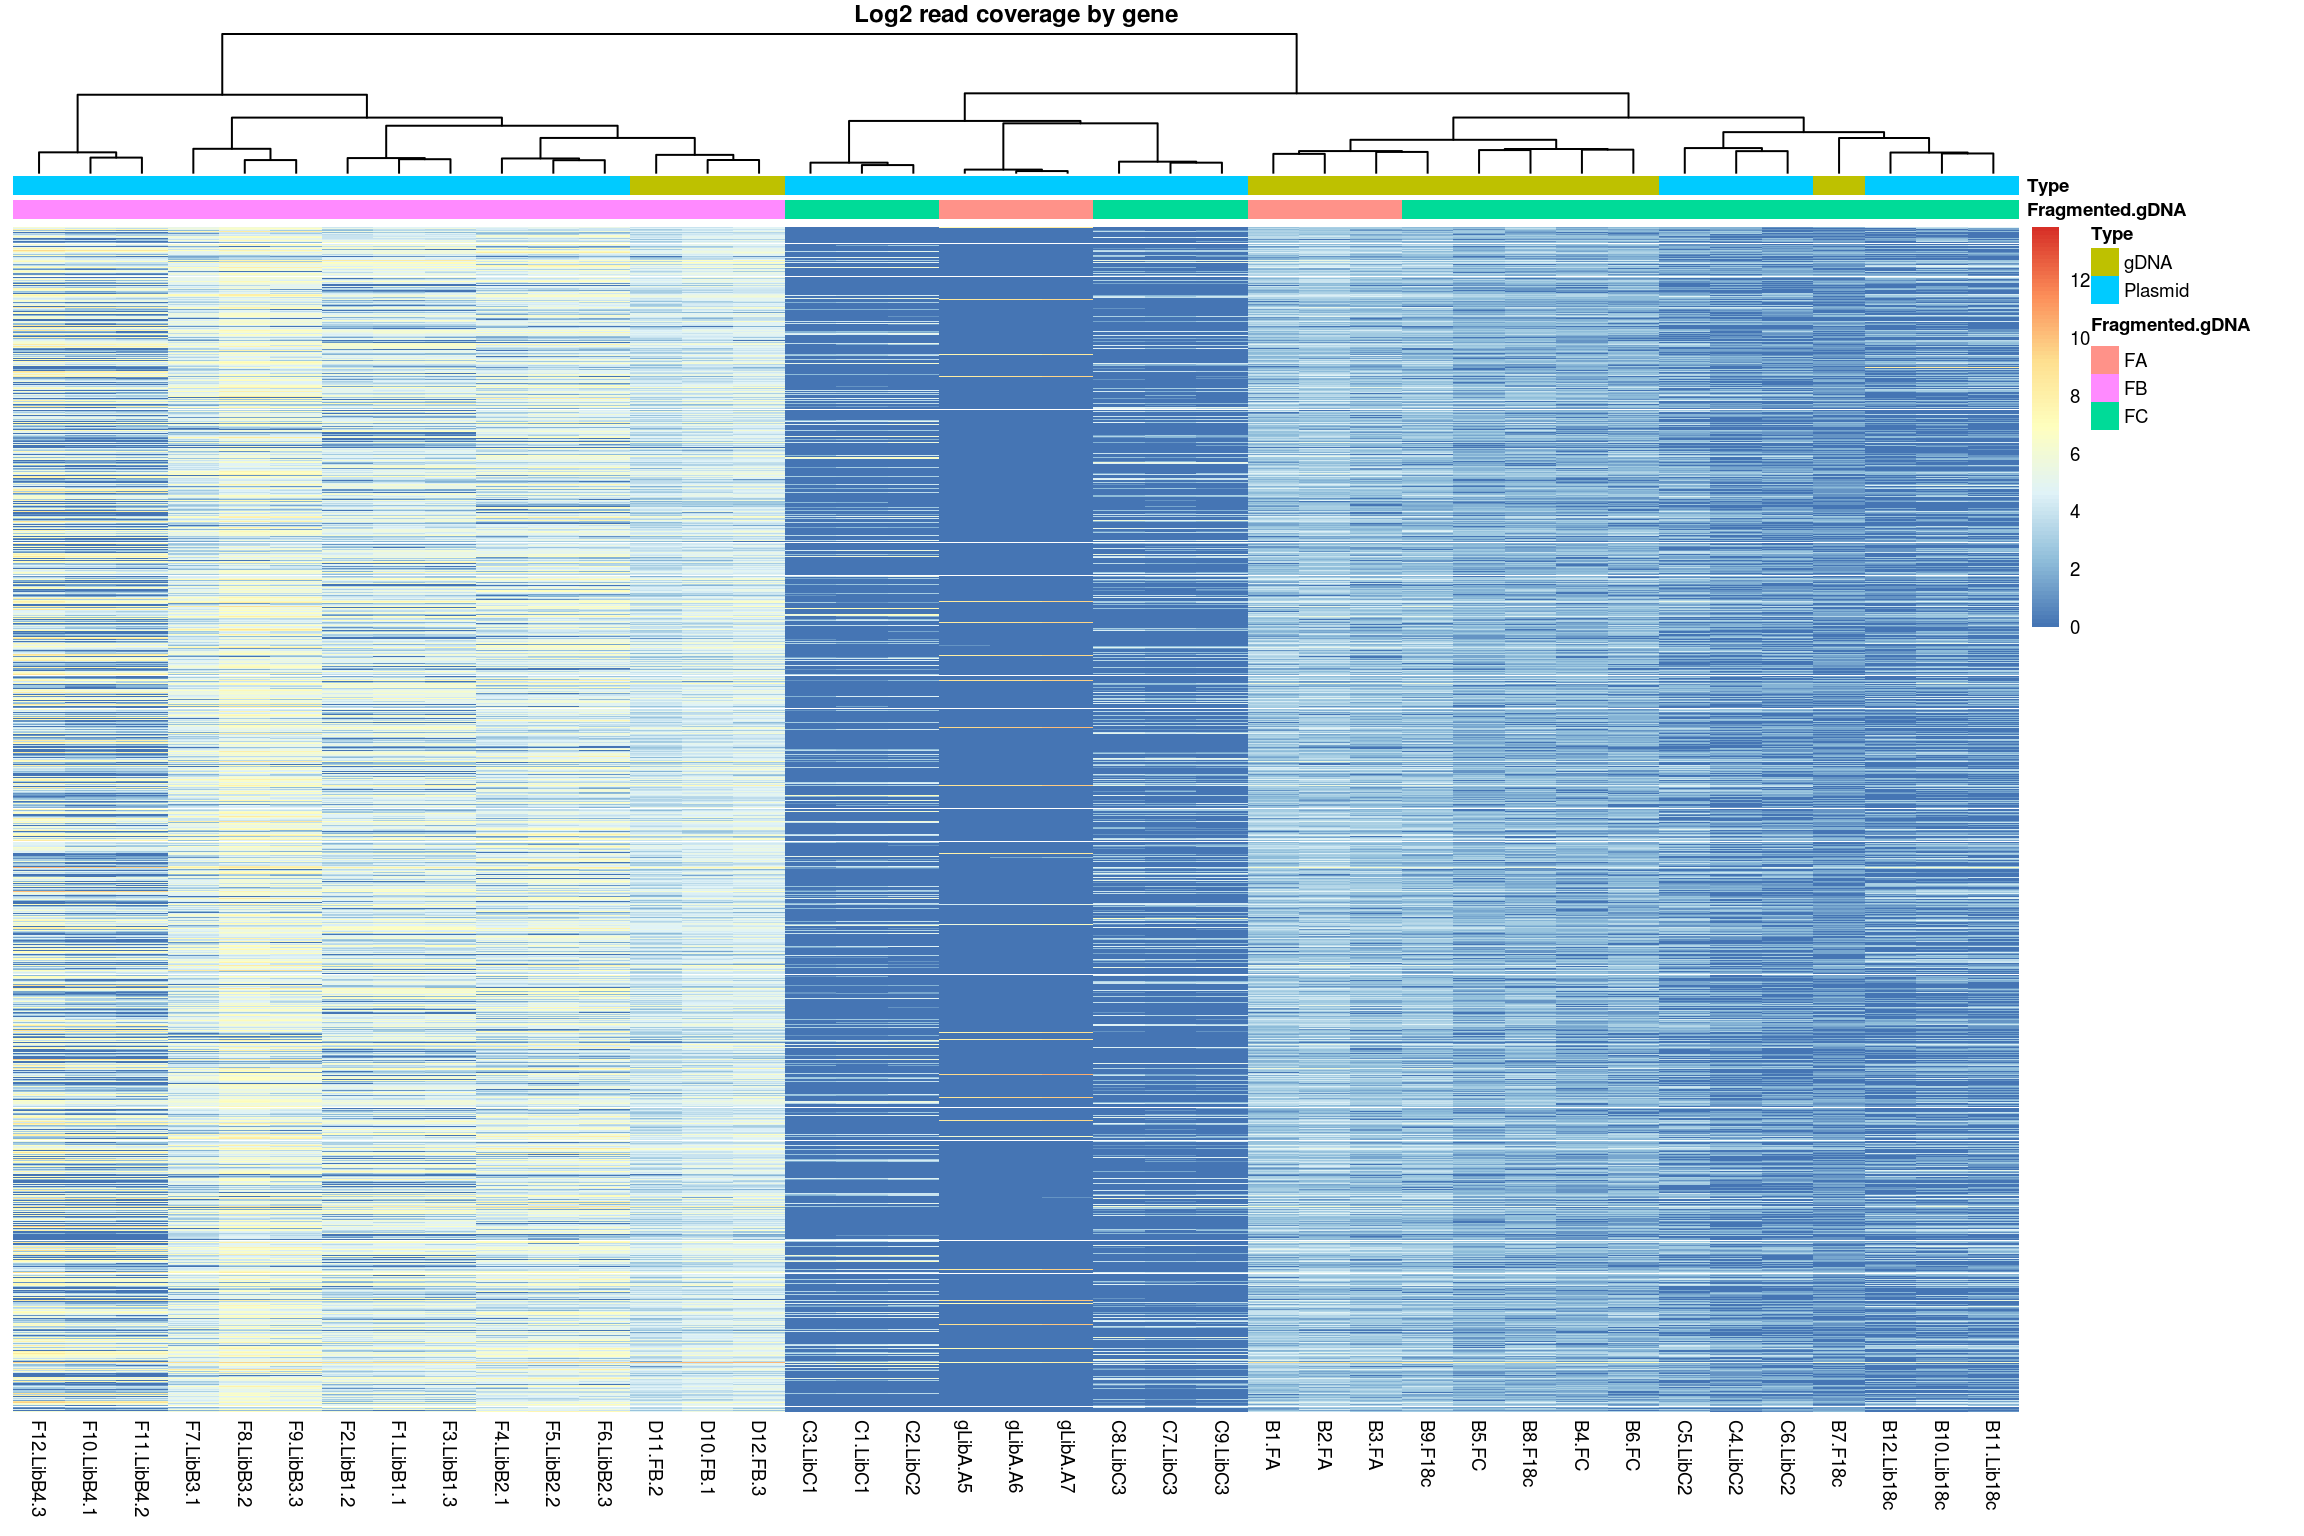 Log2 read coverage by gene
Type
Fragmented.gDNA
Type
gDNA
Plasmid
Fragmented.gDNA
FA
FB
FC
12
10
8
6
4
2
0
F12.LibB4.3
F10.LibB4.1
F11.LibB4.2
F7.LibB3.1
F8.LibB3.2
F9.LibB3.3
F2.LibB1.2
F1.LibB1.1
F3.LibB1.3
F4.LibB2.1
F5.LibB2.2
F6.LibB2.3
D11.FB.2
D10.FB.1
D12.FB.3
C3.LibC1
C1.LibC1
C2.LibC2
gLibA.A5
gLibA.A6
gLibA.A7
C8.LibC3
C7.LibC3
C9.LibC3
B1.FA
B2.FA
B3.FA
B9.F18c
B5.FC
B8.F18c
B4.FC
B6.FC
C5.LibC2
C4.LibC2
C6.LibC2
B7.F18c
B12.Lib18c
B10.Lib18c
B11.Lib18c